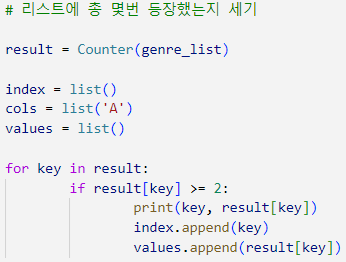 # 리스트에 총 몇번 등장했는지 세기
result = Counter(genre_list)
index = list()
cols = list('A')
values = list()
for key in result:
if result[key] >= 2:
print(key, result[key])
index.append(key)
values.append(result[key])